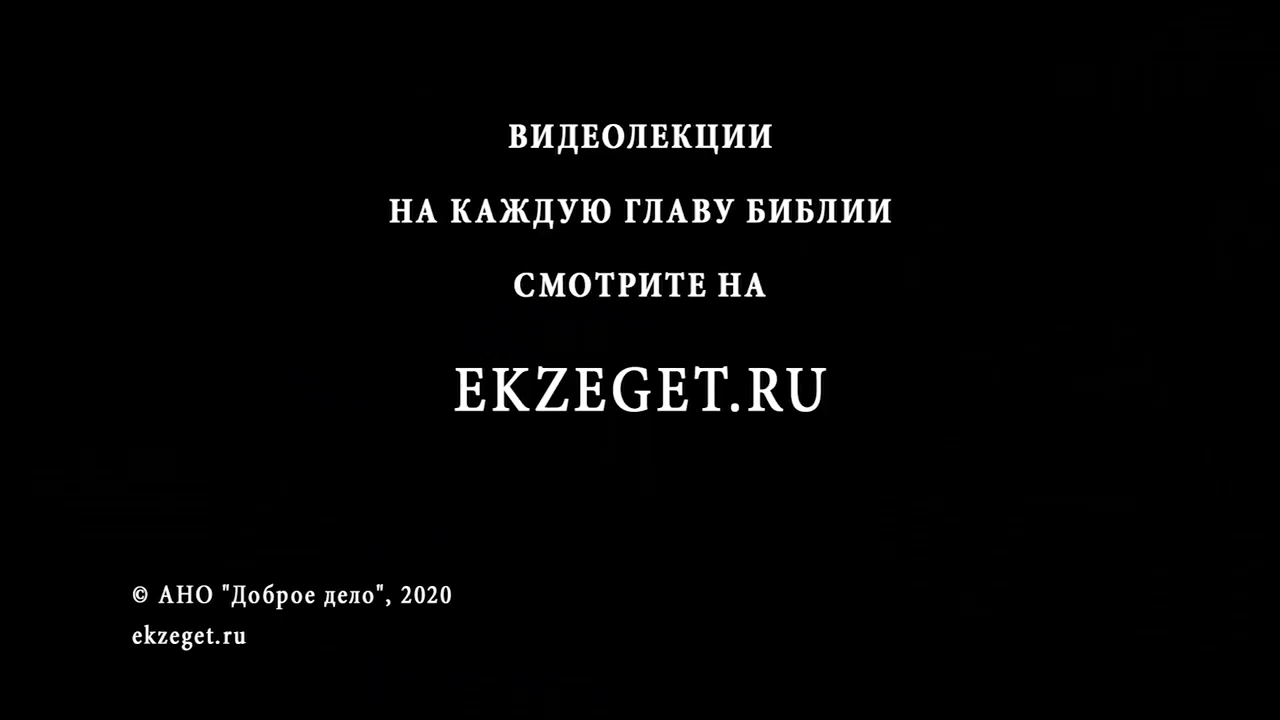 ВИДЕОЛЕКЦИИ
НА КАЖДУЮ ГЛАВУ БИБЛИИ
СМОТРИТЕ НА
EKZEGET.RU
© АНО "Доброе дело", 2020
ekzeget.ru